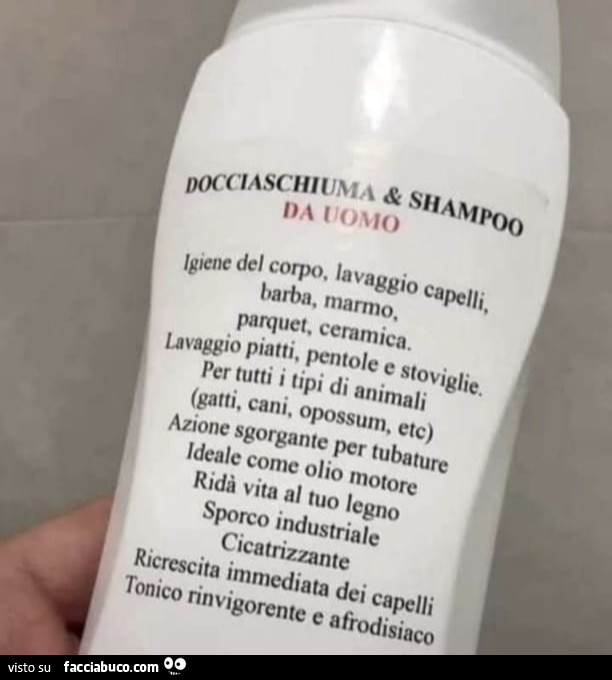 DOCCIASCHIUMA & SHAMPOO
DA UOMO
Igiene del corpo, lavaggio capelli,
barba, marmo,
parquet, ceramica.
Lavaggio piatti, pentole e stoviglie.
Per tutti i tipi di animali
(gatti, cani, opossum, etc)
Azione sgorgante per tubature
Ideale come olio motore
Ridà vita al tuo legno
Sporco industriale
Cicatrizzante
Ricrescita immediata dei capelli
Tonico rinvigorente e afrodisiaco
visto su facciabuco.com